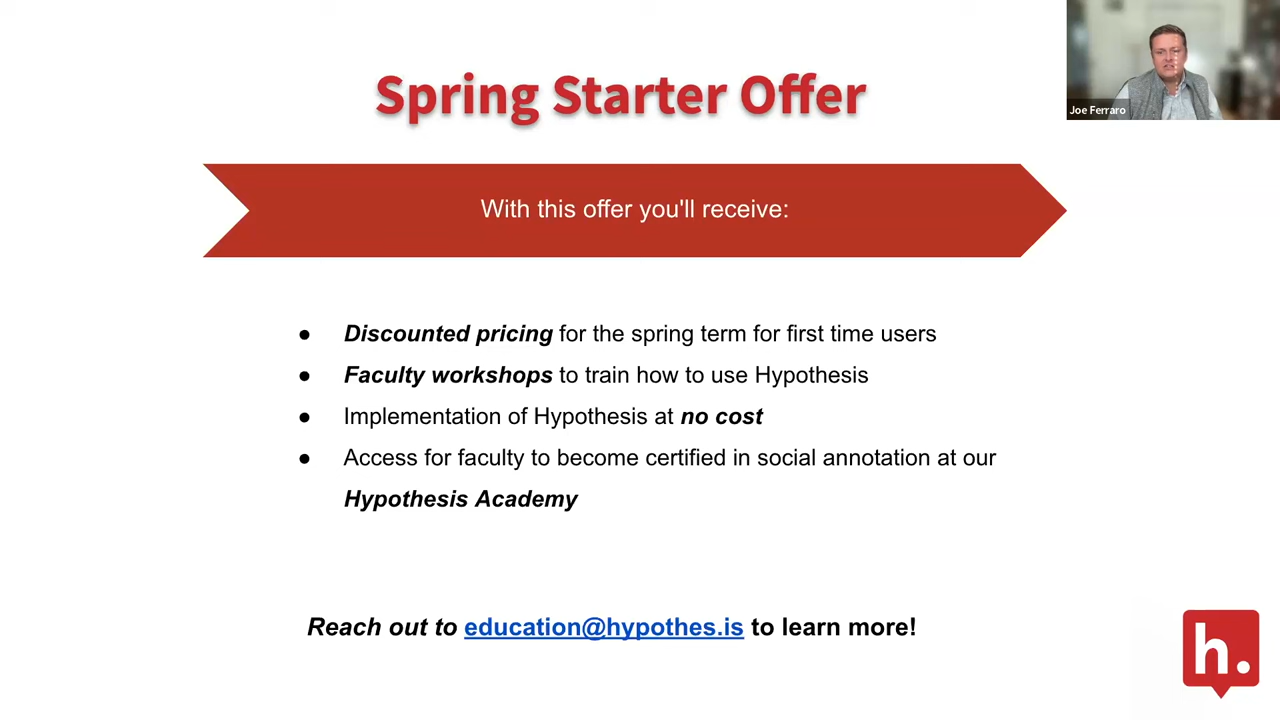 Spring Starter Offer
Joe Ferraro
With this offer you'll receive:
● Discounted pricing for the spring term for first time users
● Faculty workshops to train how to use Hypothesis
● Implementation of Hypothesis at no cost
● Access for faculty to become certified in social annotation at our
Hypothesis Academy
Reach out to education@hypothes.is to learn more!
h.